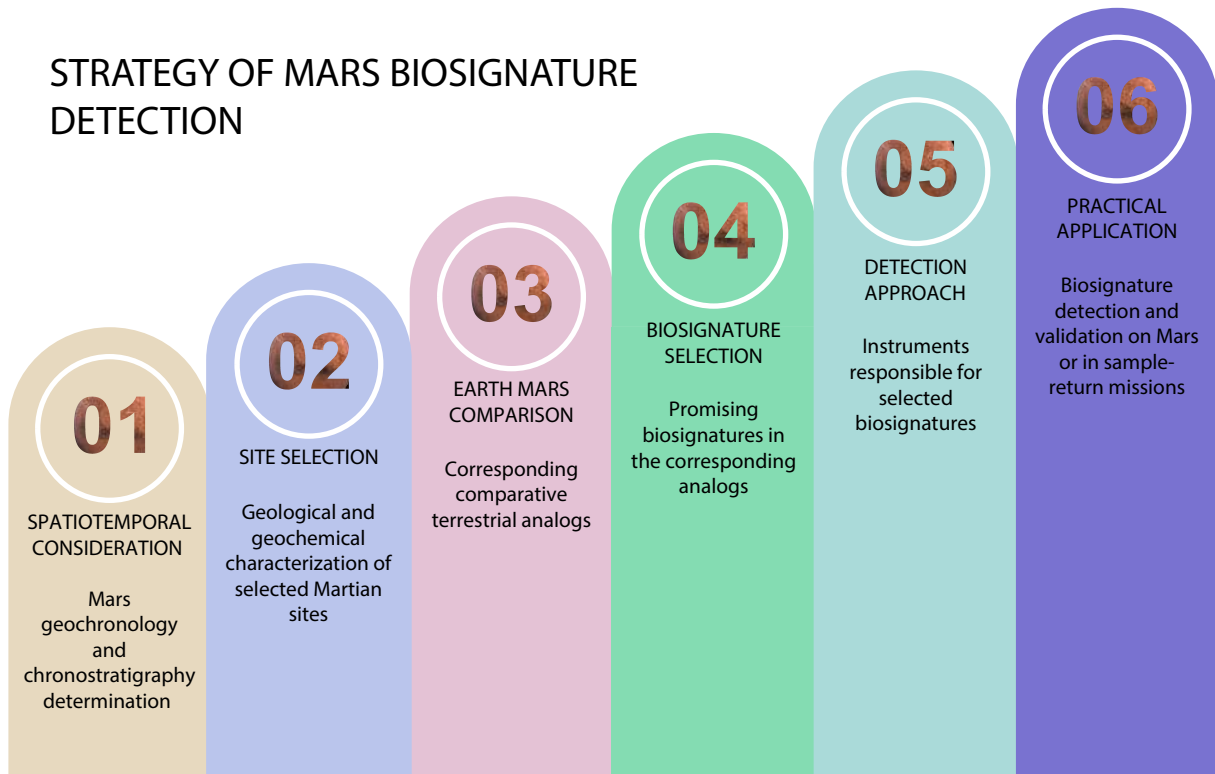 STRATEGY OF MARS BIOSIGNATURE
DETECTION
01
SPATIOTEMPORAL
CONSIDERATION
Mars
geochronology
and
chronostratigraphy
determination
02
SITE SELECTION
Geological and
geochemical
characterization of
selected Martian
sites
03
EARTH MARS
COMPARISON
Corresponding
comparative
terrestrial analogs
04
BIOSIGNATURE
SELECTION
Promising
biosignatures in
the corresponding
analogs
05
DETECTION
APPROACH
Instruments
responsible for
selected
biosignatures
06
PRACTICAL
APPLICATION
Biosignature
detection and
validation on Mars
or in sample-
return missions